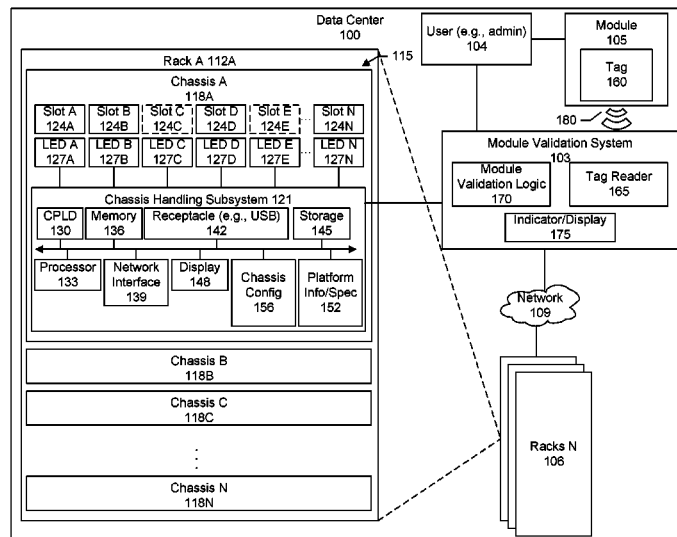 Data Center
100
Rack A 112A
115
Chassis A
118A
Slot A
124A
Slot B
124B
Slot C
124C
Slot D
124D
Slot E
124E
...
Slot N
124N
LED A
127A
LED B
127B
LED C
127C
LED D
127D
LED E
127E
...
LED N
127N
Chassis Handling Subsystem 121
CPLD
130
Memory
136
Receptacle (e.g., USB)
142
Storage
145
Processor
133
Network
Interface
139
Display
148
Chassis
Config
156
Platform
Info/Spec
152
Chassis B
118B
Chassis C
118C
Chassis N
118N
User (e.g., admin)
104
Module
105
Tag
160
180
Module Validation System
103
Module
Validation Logic
170
Tag Reader
165
Indicator/Display
175
Network
109
Racks N
106